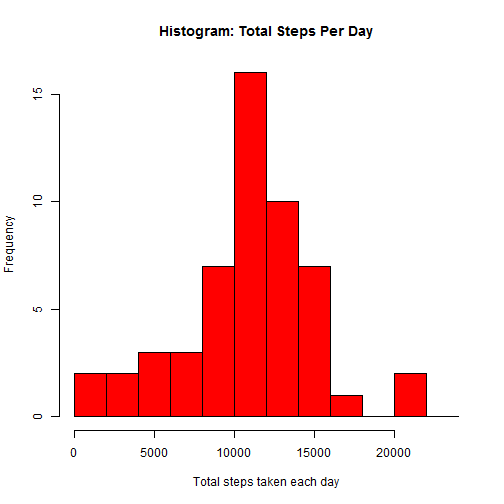 Histogram: Total Steps Per Day
Frequency
15
10
5
0
0 5000 10000 15000 20000
Total steps taken each day